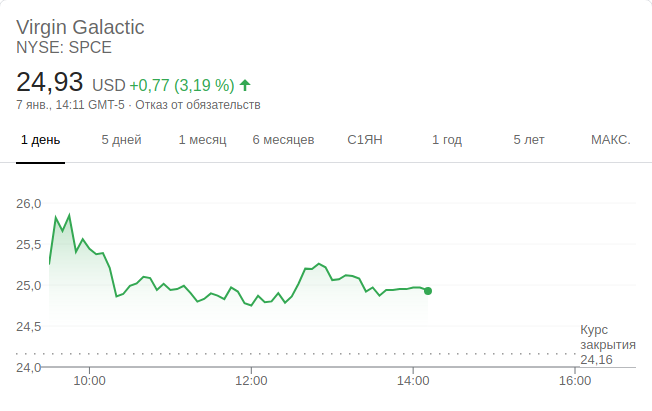 Virgin Galactic
NYSE: SPCE
24,93 USD +0,77 (3,19 %)
7 янв., 14:11 GMT-5 · Отказ от обязательств
1 день 5 дней 1 месяц 6 месяцев С1ЯН 1 год 5 лет МАКС.
26,0
25,5
25,0
24,5
Курс
закрытия
24,16
24,0
10:00 12:00 14:00 16:00